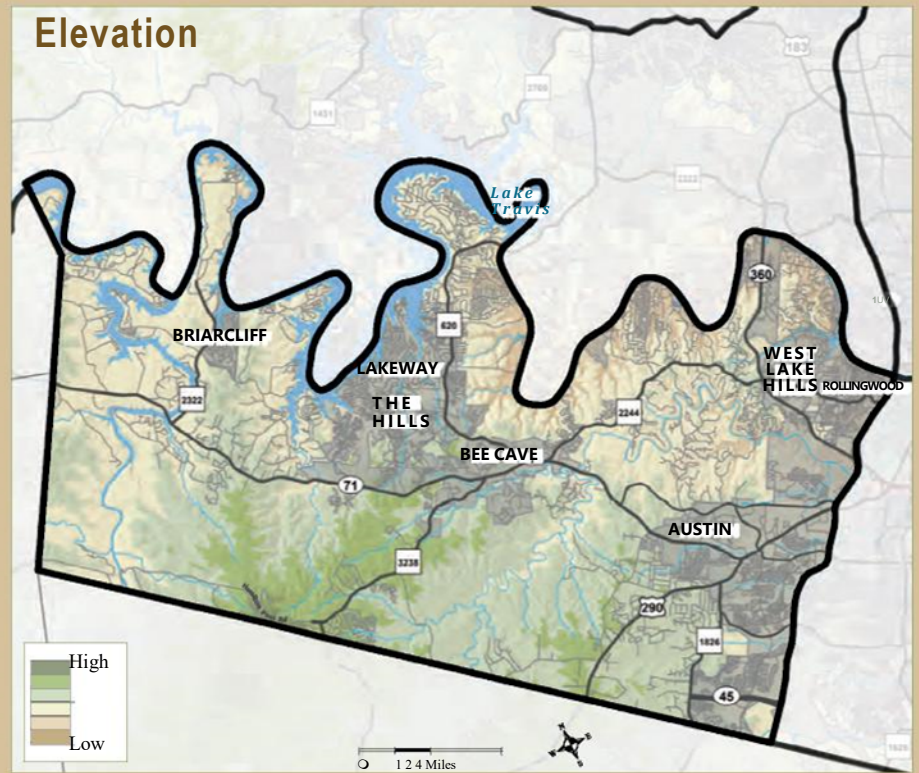 Elevation
183
2769
1431
2222
Lake
Travis
360
620
BRIARCLIFF
WEST
LAKE
HILLS
ROLLINGWOOD
LAKEWAY
2322
THE
HILLS
2244
BEE CAVE
71
AUSTIN
3238
290
1826
High
45
Low
1 2 4 Miles